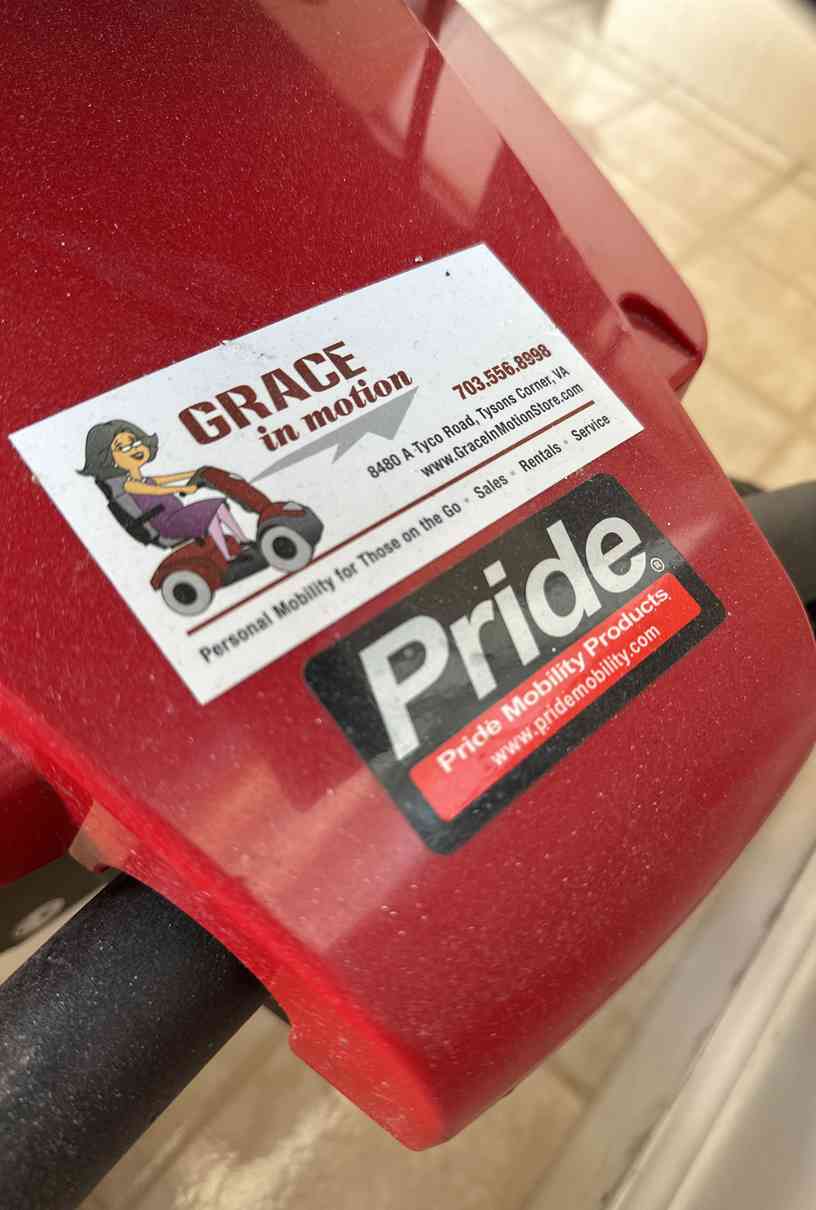 GRACE
in motion
703.556.8998
8480 A-Tyco Road, Tysons Corner, VA
www.GraceInMotionStore.com
Personal Mobility for Those on the Go • Sales • Rentals • Service
Pride®
Pride Mobility Products
www.pridemobility.com